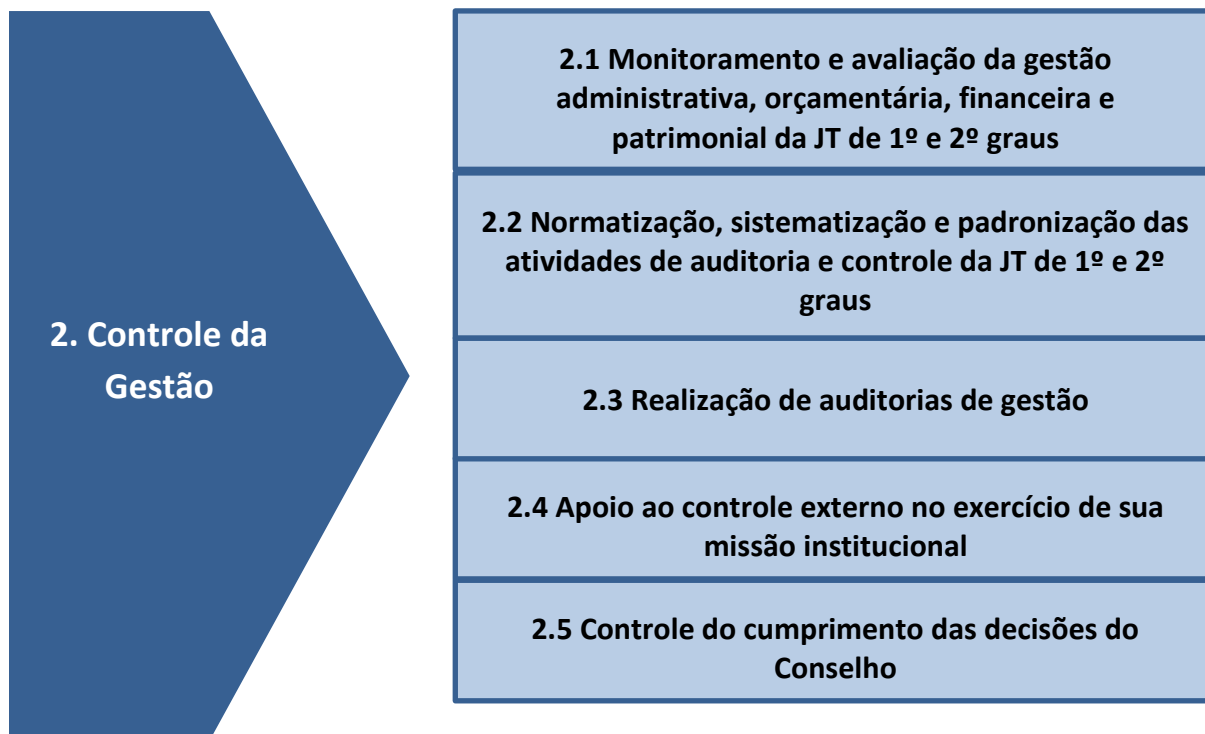 2. Controle da
Gestão
2.1 Monitoramento e avaliação da gestão
administrativa, orçamentária, financeira e
patrimonial da JT de 1º e 2º graus
2.2 Normatização, sistematização e padronização das
atividades de auditoria e controle da JT de 1º e 2º
graus
2.3 Realização de auditorias de gestão
2.4 Apoio ao controle externo no exercício de sua
missão institucional
2.5 Controle do cumprimento das decisões do
Conselho